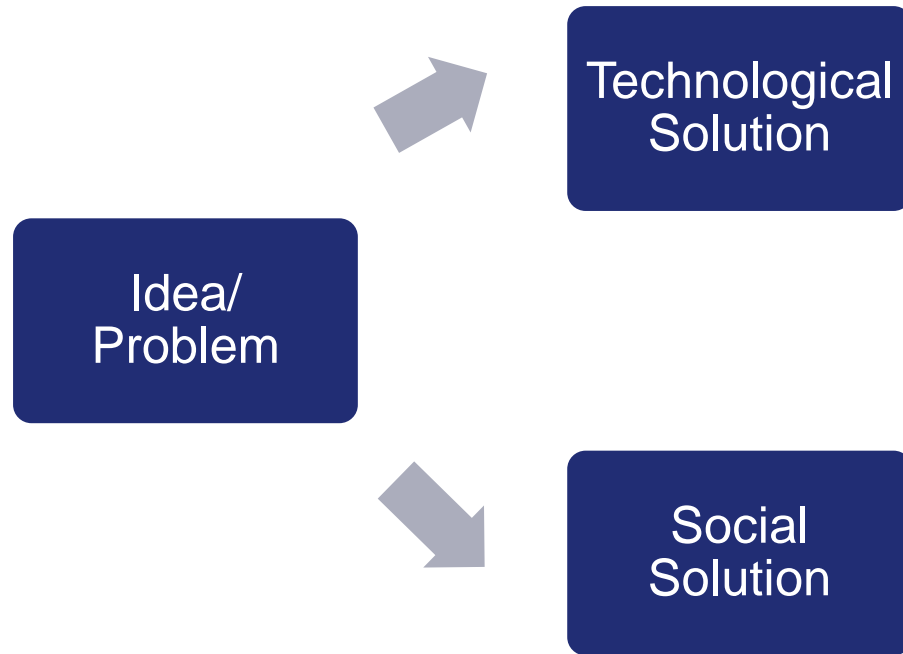 Technological
Solution
Idea/
Problem
Social
Solution